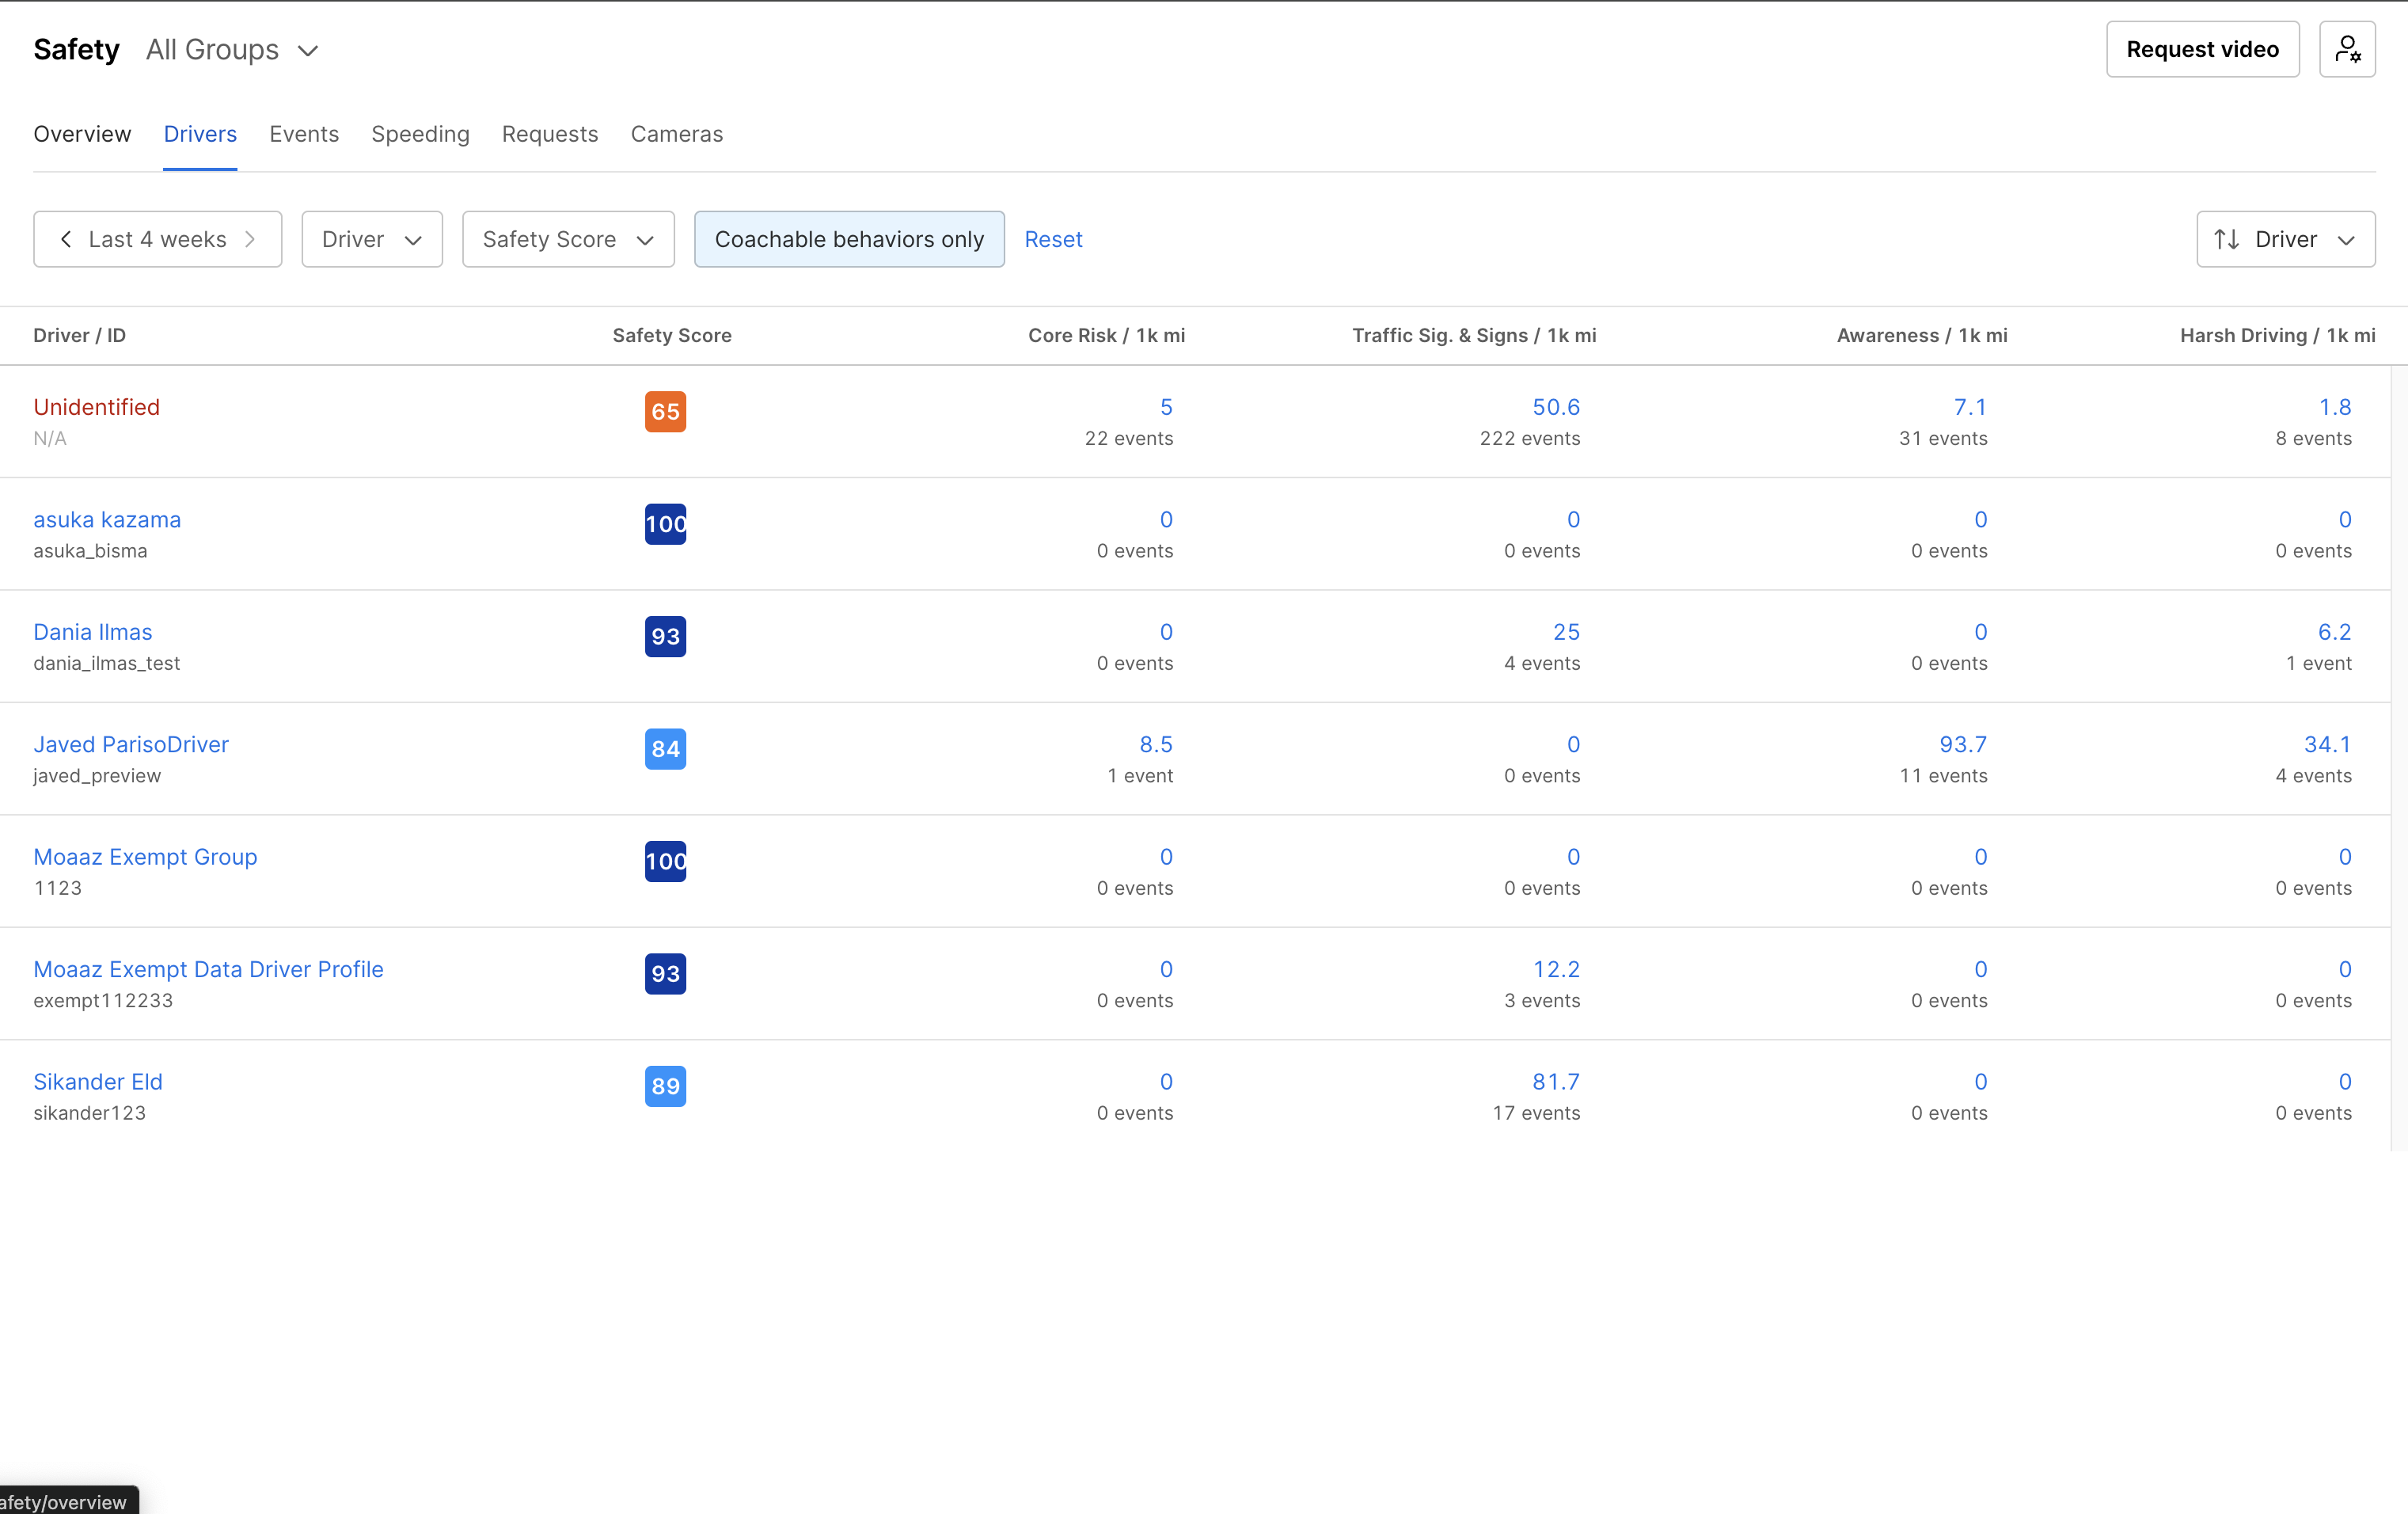 Safety All Groups Request video
Overview Drivers Events Speeding Requests Cameras
Last 4 weeks Driver Safety Score Coachable behaviors only Reset Driver
Driver / ID Safety Score Core Risk / 1k mi Traffic Sig. & Signs / 1k mi Awareness / 1k mi Harsh Driving / 1k mi
Unidentified 65 5 50.6 7.1 1.8
N/A 22 events 222 events 31 events 8 events
asuka kazama 100 0 0 0 0
asuka_bisma 0 events 0 events 0 events 0 events
Dania Ilmas 93 0 25 0 6.2
dania_ilmas_test 0 events 4 events 0 events 1 event
Javed ParisoDriver 84 8.5 0 93.7 34.1
javed_preview 1 event 0 events 11 events 4 events
Moaaz Exempt Group 100 0 0 0 0
1123 0 events 0 events 0 events 0 events
Moaaz Exempt Data Driver Profile 93 0 12.2 0 0
exempt112233 0 events 3 events 0 events 0 events
Sikander Eld 89 0 81.7 0 0
sikander123 0 events 17 events 0 events 0 events
afety/overview